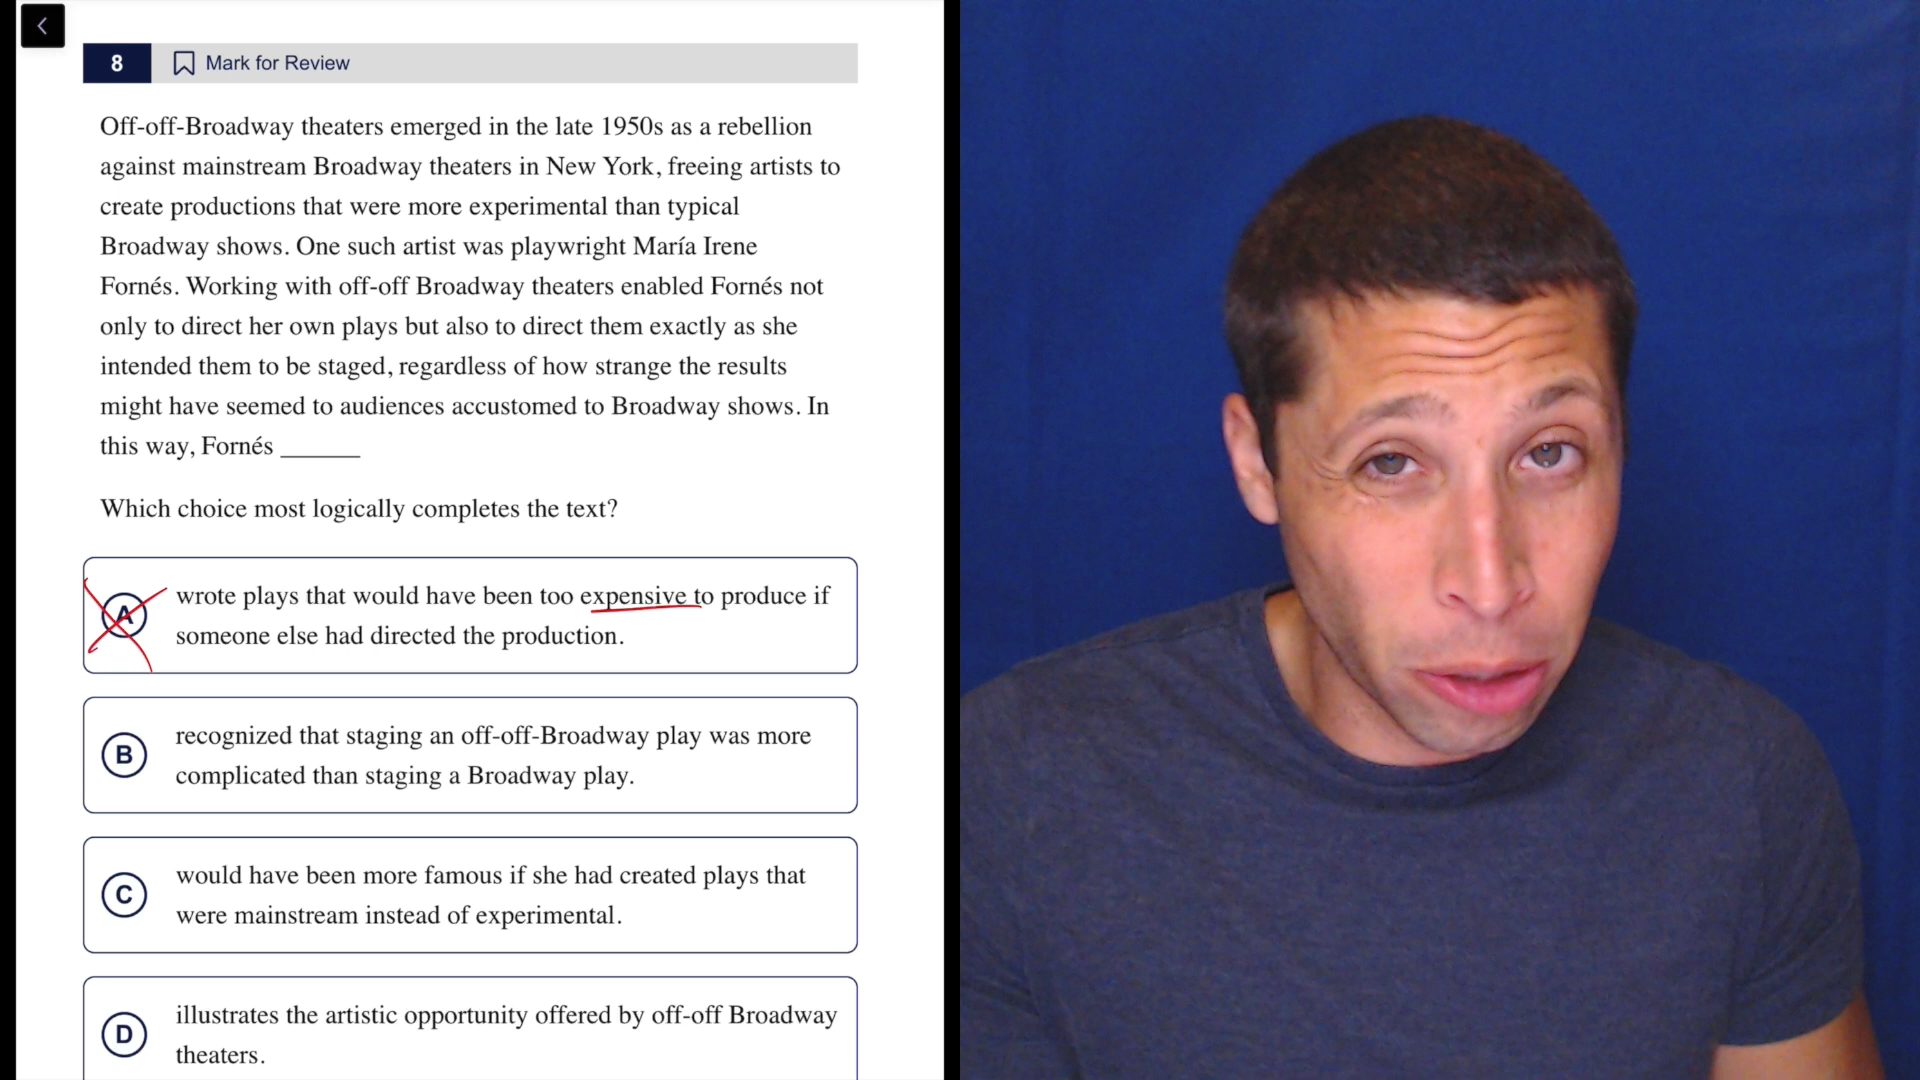 8
Mark for Review
Off-off-Broadway theaters emerged in the late 1950s as a rebellion
against mainstream Broadway theaters in New York, freeing artists to
create productions that were more experimental than typical
Broadway shows. One such artist was playwright María Irene
Fornés. Working with off-off Broadway theaters enabled Fornés not
only to direct her own plays but also to direct them exactly as she
intended them to be staged, regardless of how strange the results
might have seemed to audiences accustomed to Broadway shows. In
this way, Fornés ______
Which choice most logically completes the text?
A
wrote plays that would have been too expensive to produce if
someone else had directed the production.
B
recognized that staging an off-off-Broadway play was more
complicated than staging a Broadway play.
C
would have been more famous if she had created plays that
were mainstream instead of experimental.
D
illustrates the artistic opportunity offered by off-off Broadway
theaters.